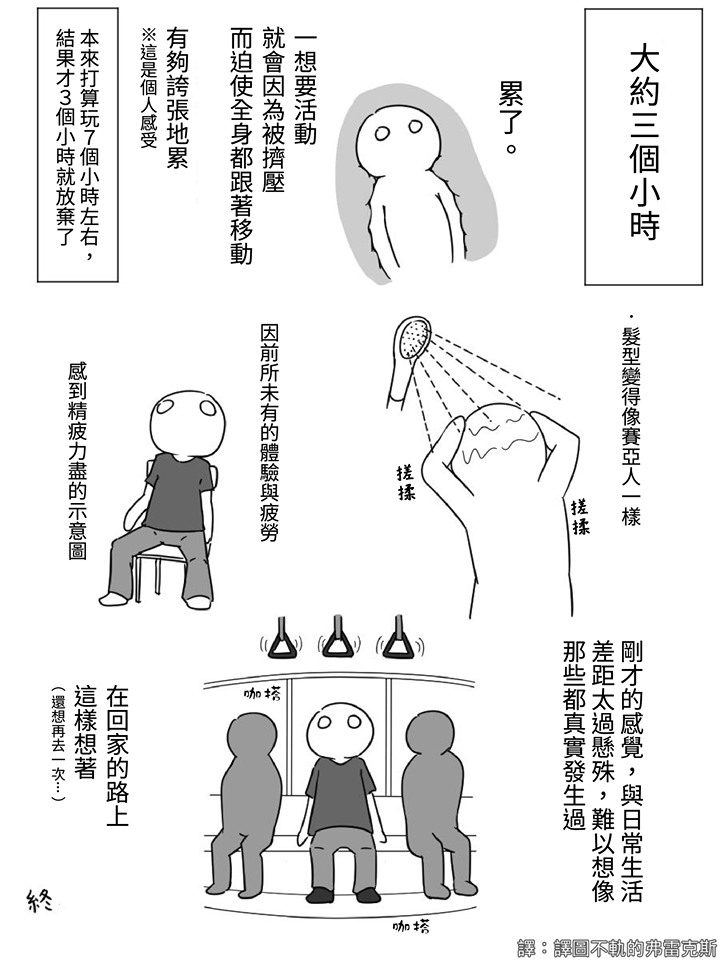 大約三個小時
累了。
一想要活動
就會因為被擠壓
而迫使全身都跟著移動
有夠誇張地累
※這是個人感受
本來打算玩7個小時左右，
結果才3個小時就放棄了
．髮型變得像賽亞人一樣
搓揉
搓揉
因前所未有的體驗與疲勞
感到精疲力盡的示意圖
剛才的感覺，與日常生活
差距太過懸殊，難以想像
那些都真實發生過
咖搭
咖搭
在回家的路上
這樣想著
（還想再去一次…）
終
譯：譯圖不軌的弗雷克斯